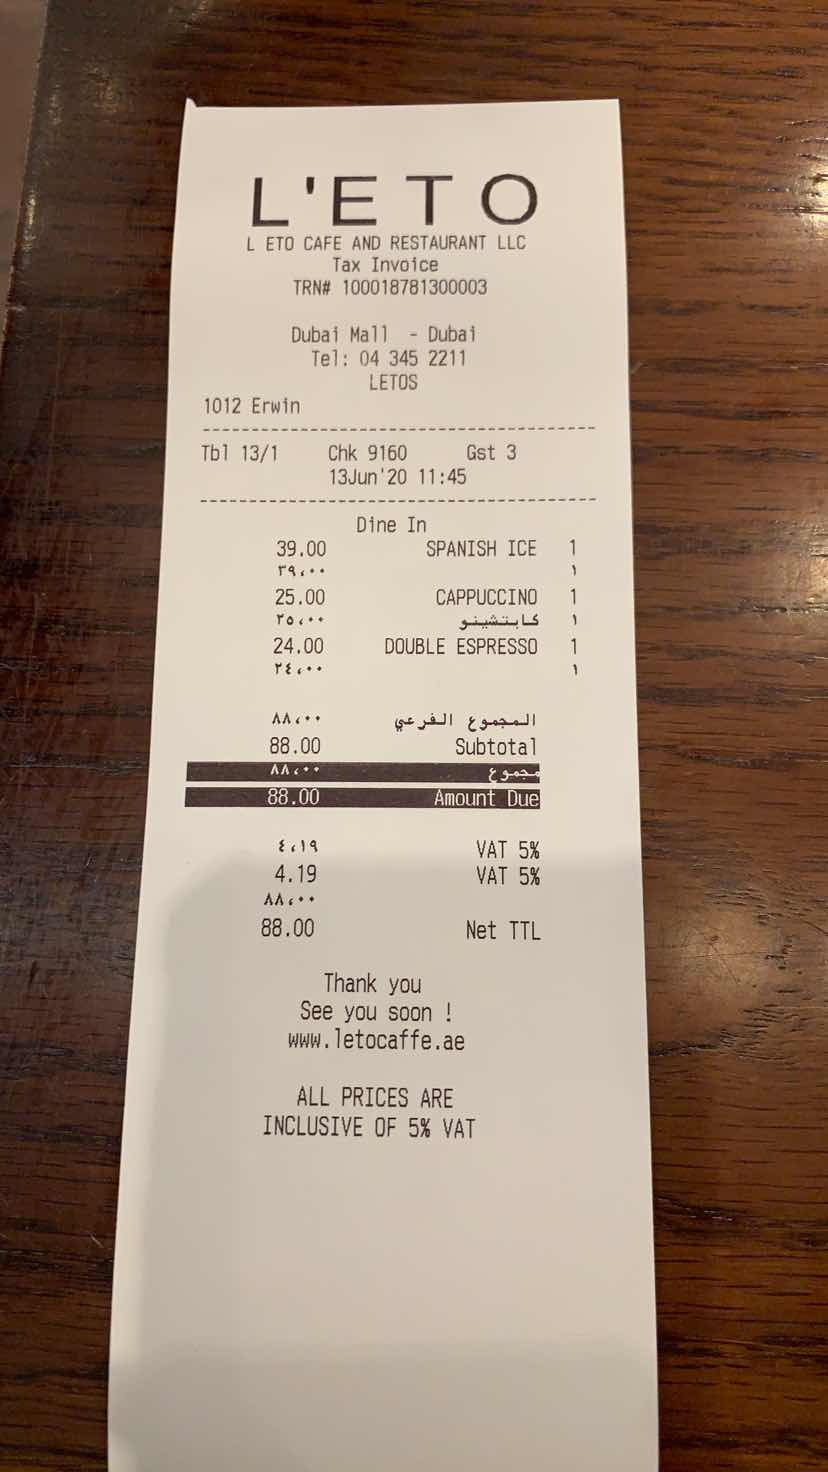 L'ETO
L ETO CAFE AND RESTAURANT LLC
Tax Invoice
TRN# 100018781300003
Dubai Mall - Dubai
Tel: 04 345 2211
LETOS
1012 Erwin
Tbl 13/1 Chk 9160 Gst 3
13Jun'20 11:45
Dine In
39.00 SPANISH ICE 1
٣٩،٠٠ ١
25.00 CAPPUCCINO 1
٢٥،٠٠ كابتشينو ١
24.00 DOUBLE ESPRESSO 1
٢٤،٠٠ ١
٨٨،٠٠ المجموع الفرعي
88.00 Subtotal
٨٨،٠٠ مجموع
88.00 Amount Due
٤،١٩ VAT 5%
4.19 VAT 5%
٨٨،٠٠
88.00 Net TTL
Thank you
See you soon !
www.letocaffe.ae
ALL PRICES ARE
INCLUSIVE OF 5% VAT